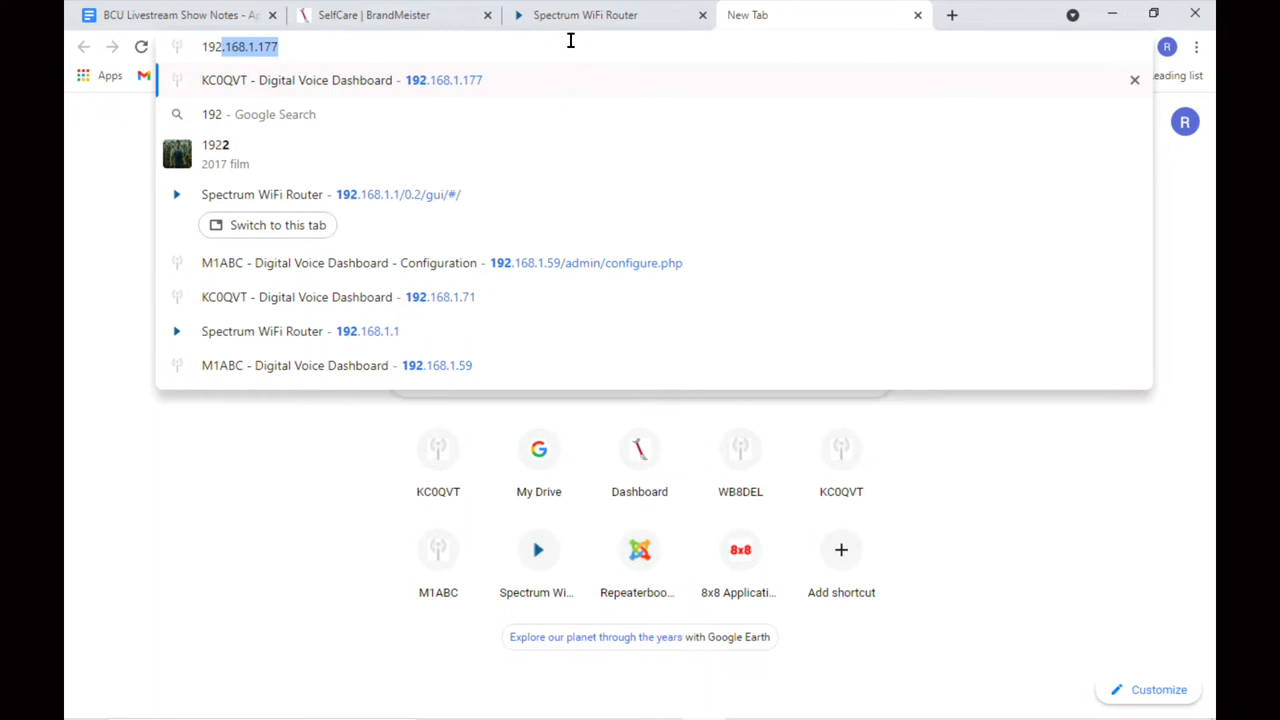 BCU Livestream Show Notes - Ap
SelfCare | BrandMeister
Spectrum WiFi Router
New Tab
192.168.1.177
R
Apps
eading list
KC0QVT - Digital Voice Dashboard - 192.168.1.177
192 - Google Search
R
1922
2017 film
Spectrum WiFi Router - 192.168.1.1/0.2/gui/#/
Switch to this tab
M1ABC - Digital Voice Dashboard - Configuration - 192.168.1.59/admin/configure.php
KC0QVT - Digital Voice Dashboard - 192.168.1.71
Spectrum WiFi Router - 192.168.1.1
M1ABC - Digital Voice Dashboard - 192.168.1.59
KC0QVT
My Drive
Dashboard
WB8DEL
KC0QVT
8x8
M1ABC
Spectrum Wi...
Repeaterboo...
8x8 Applicati...
Add shortcut
Explore our planet through the years with Google Earth
Customize